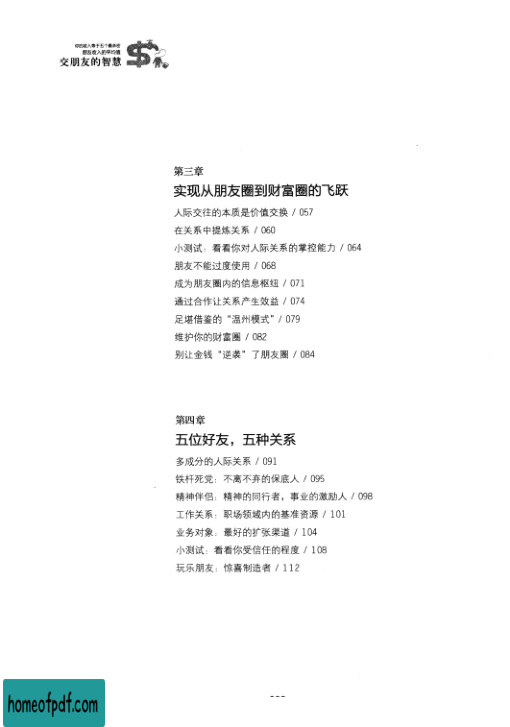 你的收入等于五个最亲密
朋友收入的平均值
交朋友的智慧
第三章
实现从朋友圈到财富圈的飞跃
人际交往的本质是价值交换 / 057
在关系中提炼关系 / 060
小测试：看看你对人际关系的掌控能力 / 064
朋友不能过度使用 / 068
成为朋友圈内的信息枢纽 / 071
通过合作让关系产生效益 / 074
足堪借鉴的“温州模式”/ 079
维护你的财富圈 / 082
别让金钱“逆袭”了朋友圈 / 084
第四章
五位好友，五种关系
多成分的人际关系 / 091
铁杆死党：不离不弃的保底人 / 095
精神伴侣：精神的同行者，事业的激励人 / 098
工作关系：职场领域内的基准资源 / 101
业务对象：最好的扩张渠道 / 104
小测试：看看你受信任的程度 / 108
玩乐朋友：惊喜制造者 / 112
homeofpdf.com
---